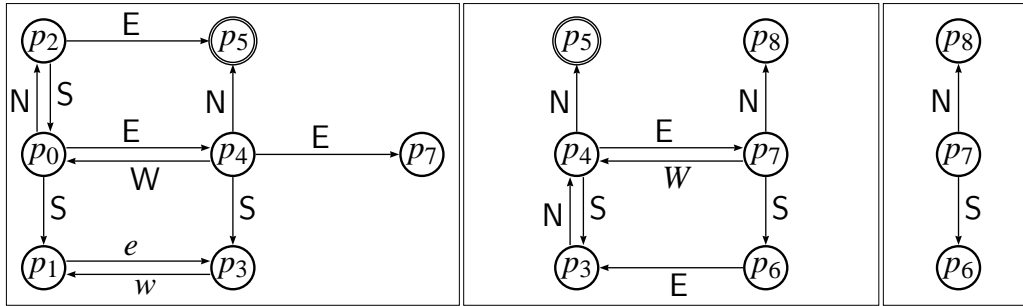 p2 E p5 p5 p8 p8
N S N N N N
p0 E W p4 E p7 p4 E W p7 p7
S S N S S S
p1 e w p3 p3 E p6 p6